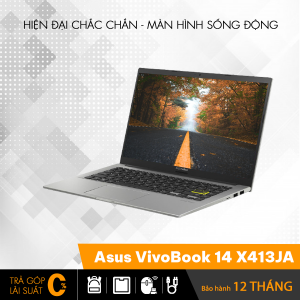 HIỆN ĐẠI CHẮC CHẮN - MÀN HÌNH SỐNG ĐỘNG
Asus VivoBook 14 X413JA
TRẢ GÓP
LÃI SUẤT
Bảo hành 12 THÁNG